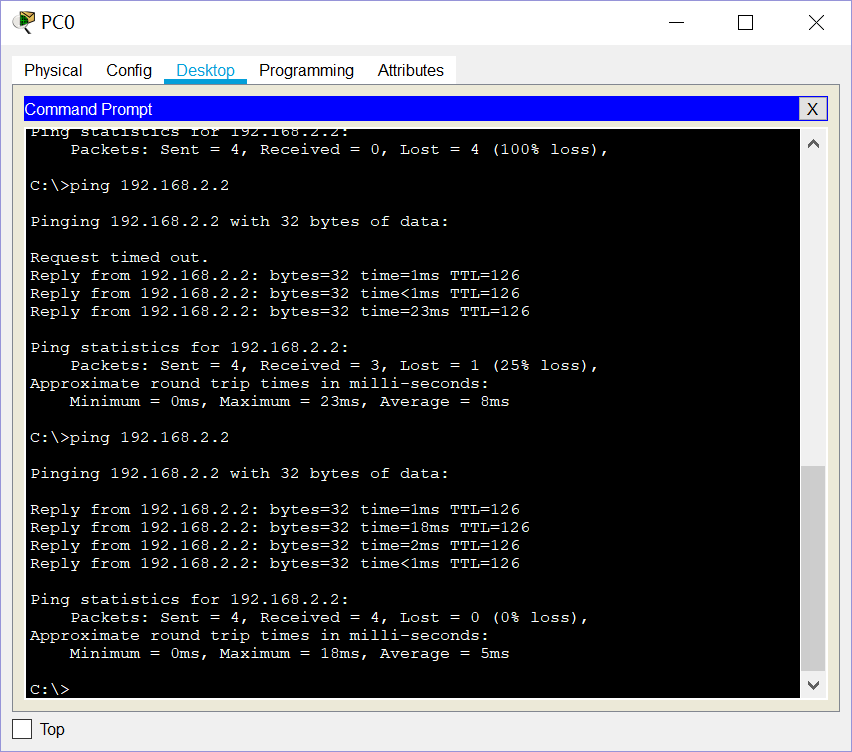 PC0
Physical Config Desktop Programming Attributes
Command Prompt X
Ping statistics for 192.168.2.2:
    Packets: Sent = 4, Received = 0, Lost = 4 (100% loss),
C:\>ping 192.168.2.2
Pinging 192.168.2.2 with 32 bytes of data:
Request timed out.
Reply from 192.168.2.2: bytes=32 time=1ms TTL=126
Reply from 192.168.2.2: bytes=32 time<1ms TTL=126
Reply from 192.168.2.2: bytes=32 time=23ms TTL=126
Ping statistics for 192.168.2.2:
    Packets: Sent = 4, Received = 3, Lost = 1 (25% loss),
Approximate round trip times in milli-seconds:
    Minimum = 0ms, Maximum = 23ms, Average = 8ms
C:\>ping 192.168.2.2
Pinging 192.168.2.2 with 32 bytes of data:
Reply from 192.168.2.2: bytes=32 time=1ms TTL=126
Reply from 192.168.2.2: bytes=32 time=18ms TTL=126
Reply from 192.168.2.2: bytes=32 time=2ms TTL=126
Reply from 192.168.2.2: bytes=32 time<1ms TTL=126
Ping statistics for 192.168.2.2:
    Packets: Sent = 4, Received = 4, Lost = 0 (0% loss),
Approximate round trip times in milli-seconds:
    Minimum = 0ms, Maximum = 18ms, Average = 5ms
C:\>
Top